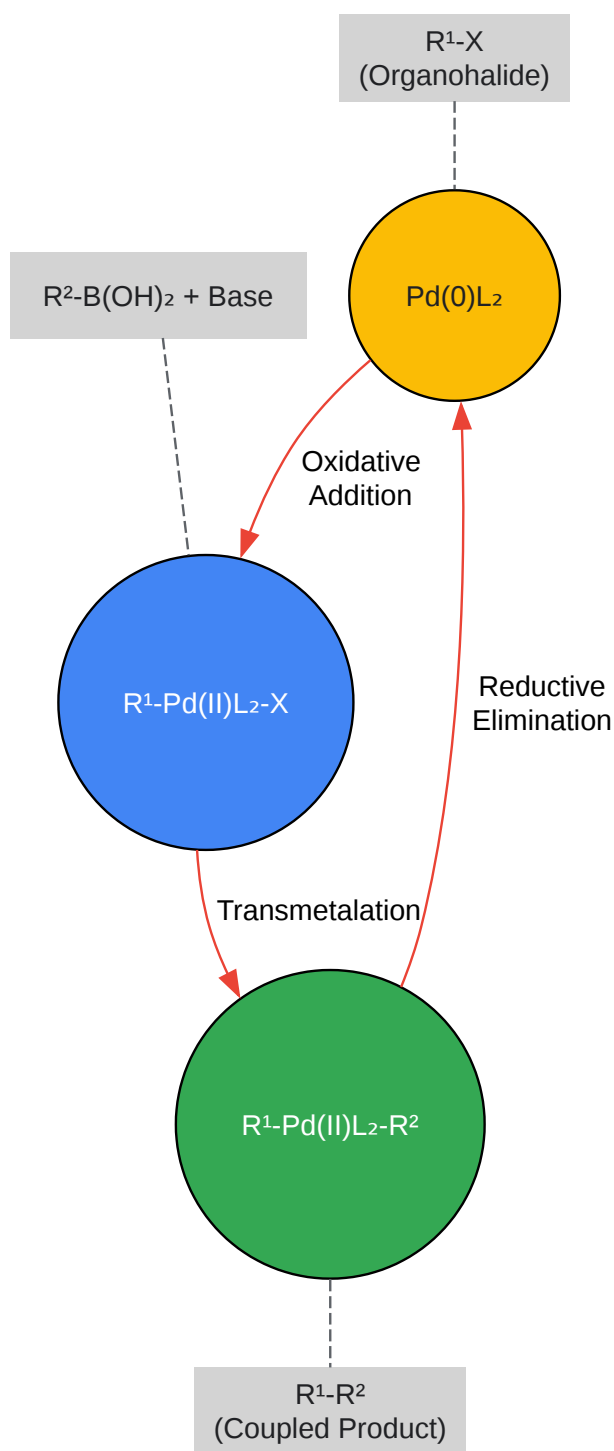 R¹-X
(Organohalide)
Pd(0)L₂
R²-B(OH)₂ + Base
Oxidative
Addition
R¹-Pd(II)L₂-X
Reductive
Elimination
Transmetalation
R¹-Pd(II)L₂-R²
R¹-R²
(Coupled Product)